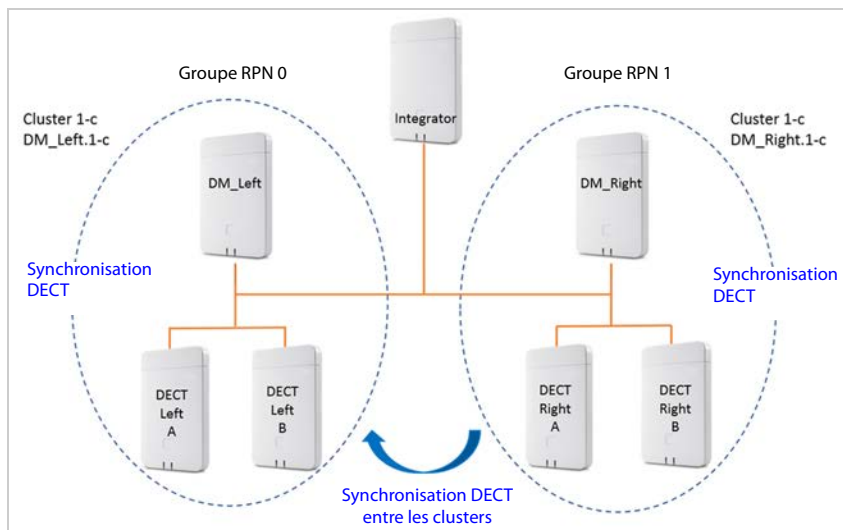 Groupe RPN 0
Groupe RPN 1
Integrator
Cluster 1-c
DM_Left.1-c
Cluster 1-c
DM_Right.1-c
DM_Left
DM_Right
Synchronisation
DECT
Synchronisation
DECT
DECT
Left
A
DECT
Left
B
DECT
Right
A
DECT
Right
B
Synchronisation DECT
entre les clusters